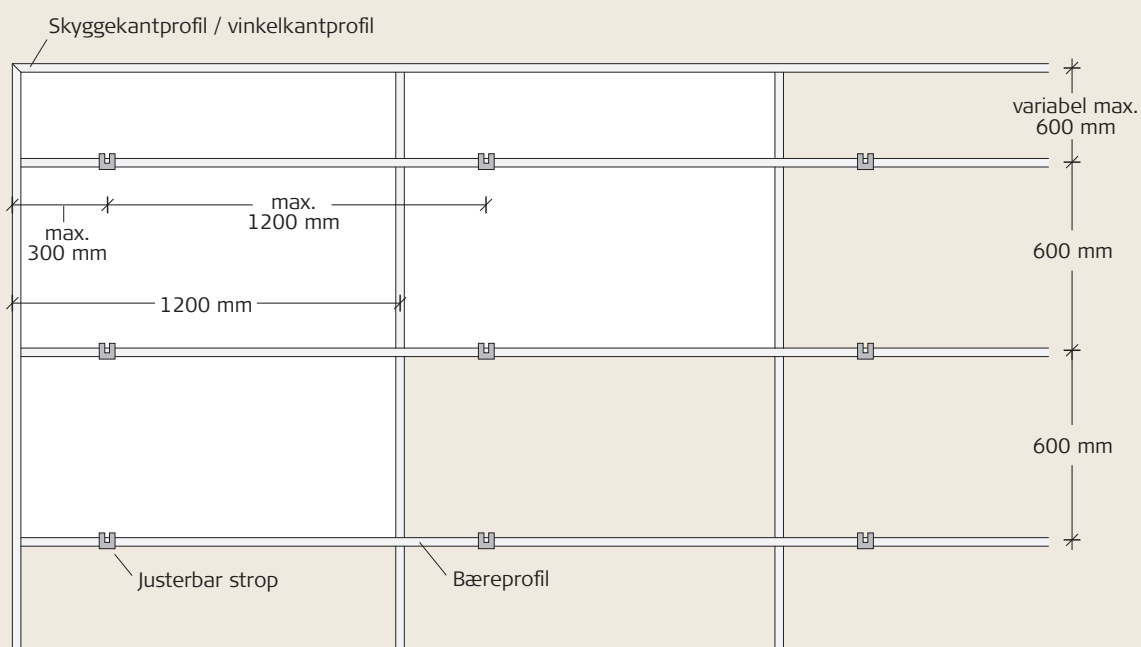 Skyggekantprofil / vinkelkantprofil
variabel max.
600 mm
max.
1200 mm
max.
300 mm
600 mm
1200 mm
600 mm
Justerbar strop
Bæreprofil